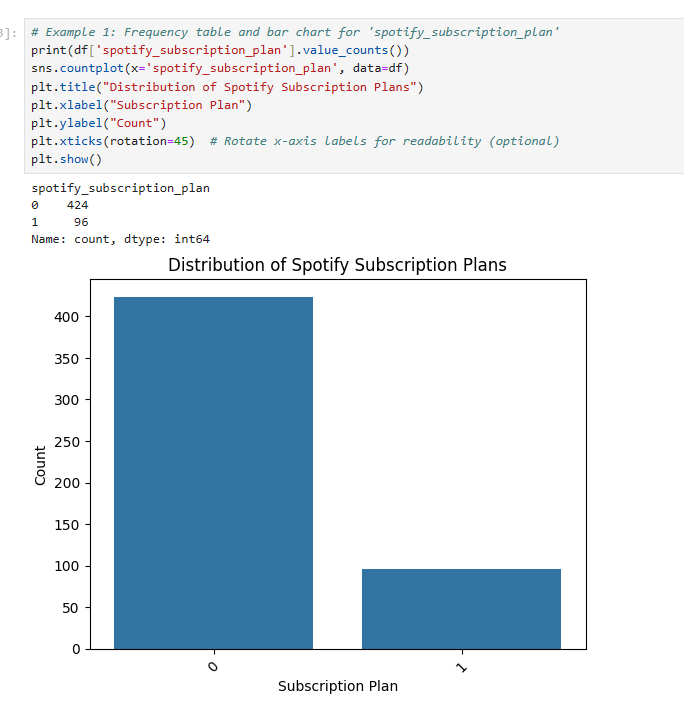 3]:
# Example 1: Frequency table and bar chart for 'spotify_subscription_plan'
print(df['spotify_subscription_plan'].value_counts())
sns.countplot(x='spotify_subscription_plan', data=df)
plt.title("Distribution of Spotify Subscription Plans")
plt.xlabel("Subscription Plan")
plt.ylabel("Count")
plt.xticks(rotation=45)  # Rotate x-axis labels for readability (optional)
plt.show()
spotify_subscription_plan
0    424
1     96
Name: count, dtype: int64
Distribution of Spotify Subscription Plans
400
350
300
250
200
150
100
50
0
Count
0
1
Subscription Plan